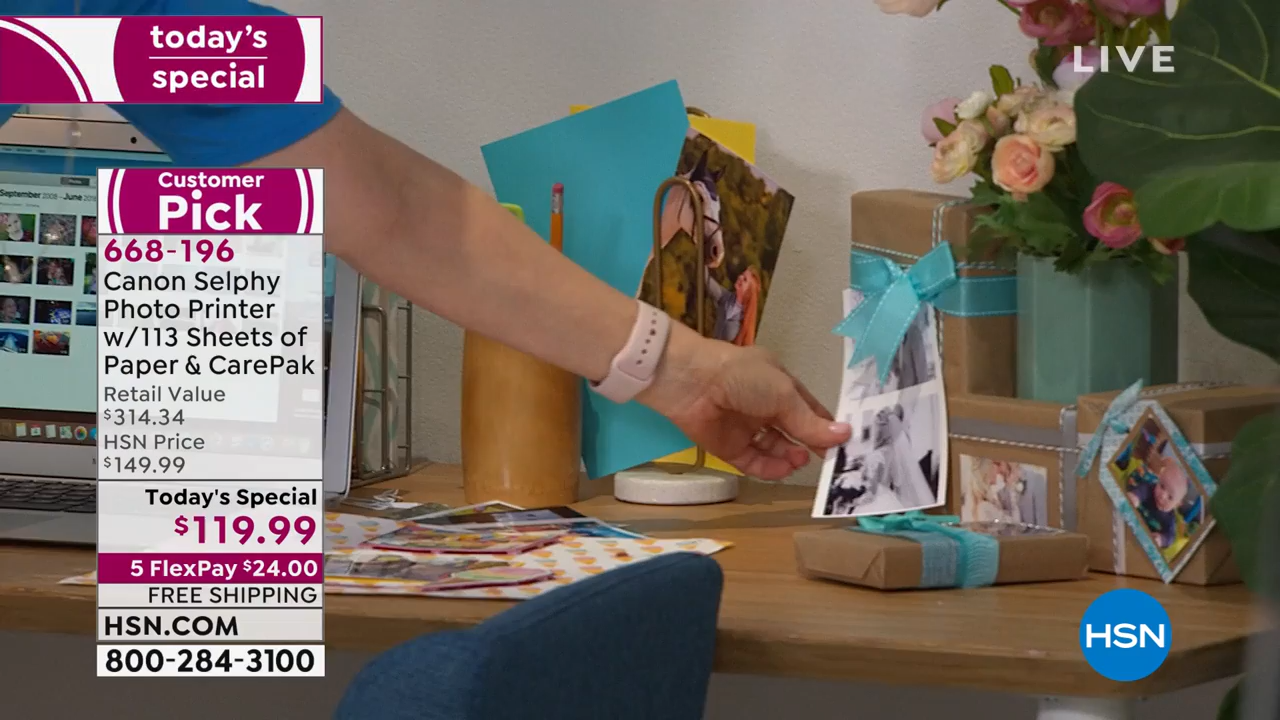 today's
special
LIVE
Customer
Pick
668-196
Canon Selphy
Photo Printer
w/113 Sheets of
Paper & CarePak
Retail Value
$314.34
HSN Price
$149.99
Today's Special
$119.99
5 FlexPay $24.00
FREE SHIPPING
HSN.COM
800-284-3100
HSN
September
June